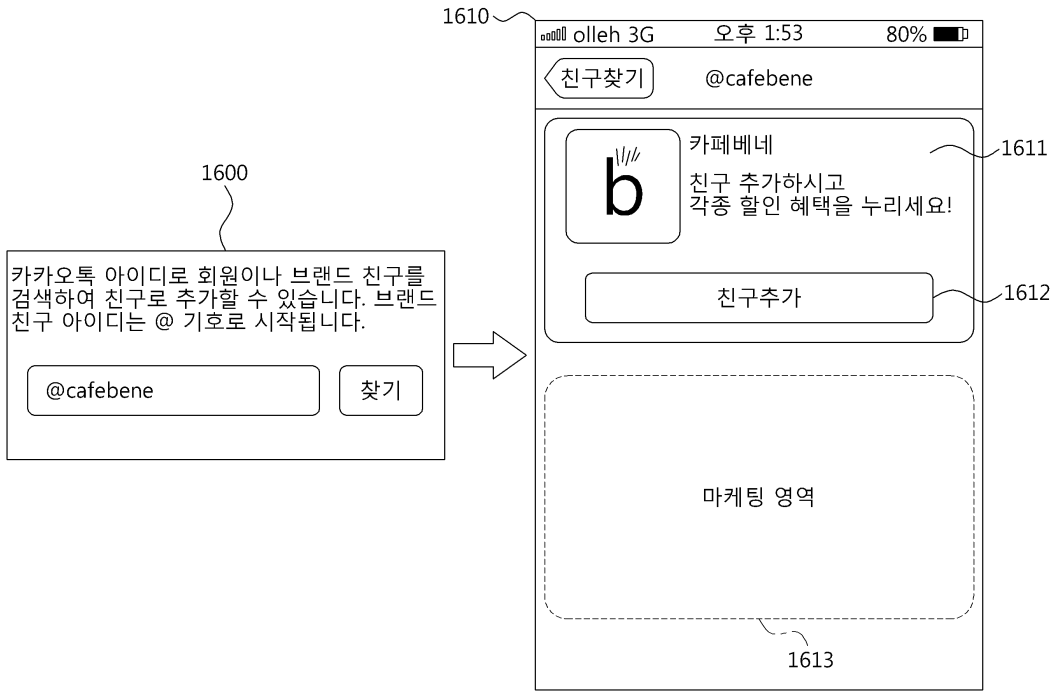 1610
olleh 3G 오후 1:53 80%
친구찾기 @cafebene
b
카페베네
1611
친구 추가하시고
각종 할인 혜택을 누리세요!
친구추가
1612
마케팅 영역
1613
1600
카카오톡 아이디로 회원이나 브랜드 친구를
검색하여 친구로 추가할 수 있습니다. 브랜드
친구 아이디는 @ 기호로 시작됩니다.
@cafebene 찾기